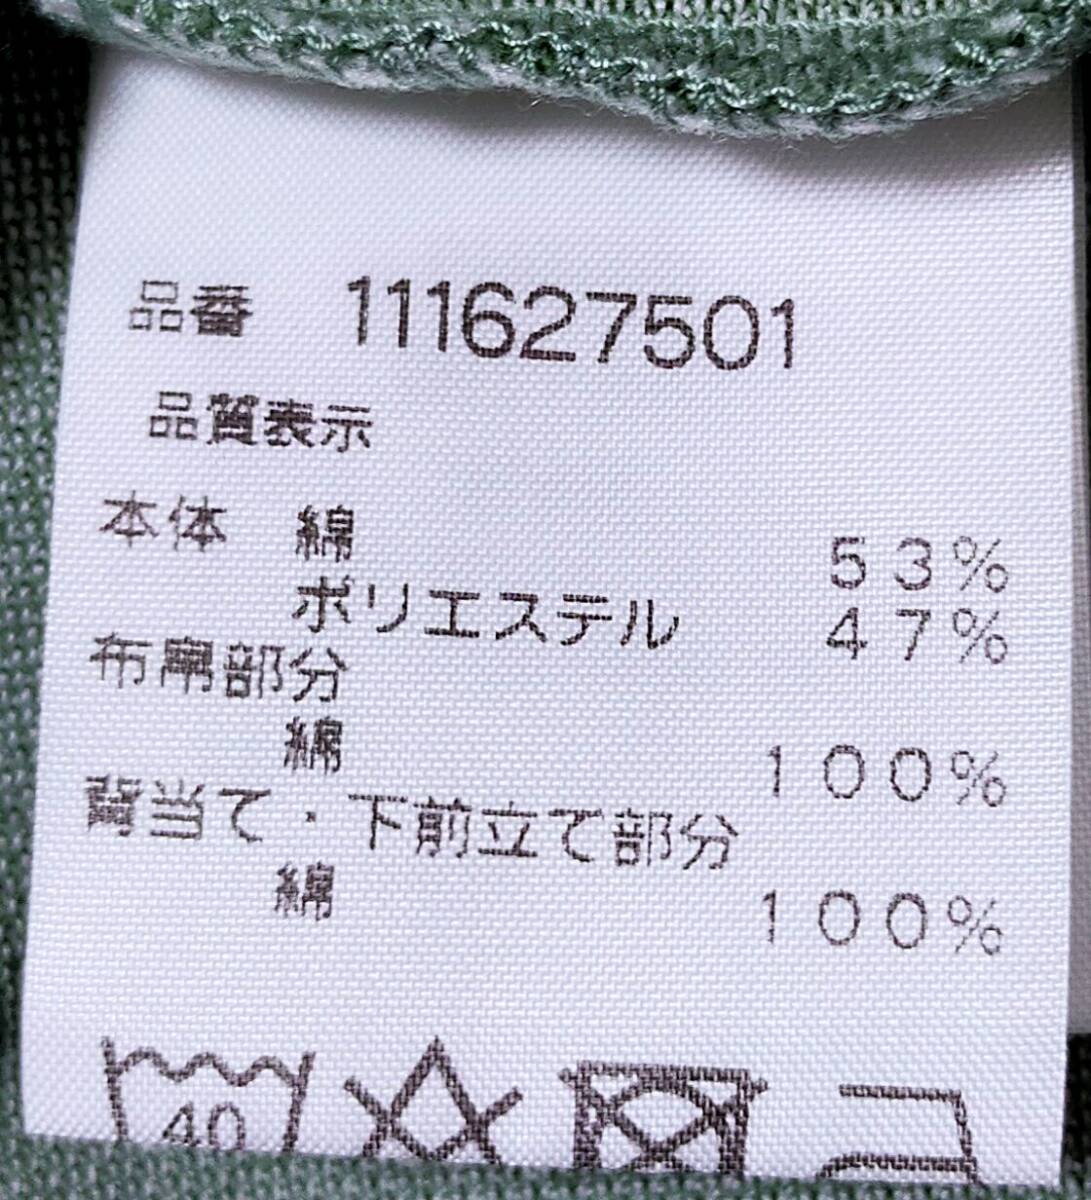 品番 111627501
品質表示
本体 綿 53%
ポリエステル 47%
布帛部分
綿 100%
背当て・下前立て部分
綿 100%
40